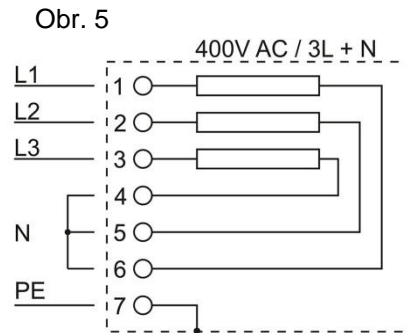 Obr. 5
400V AC / 3L + N
L1 1
L2 2
L3 3
4
N 5
6
PE 7